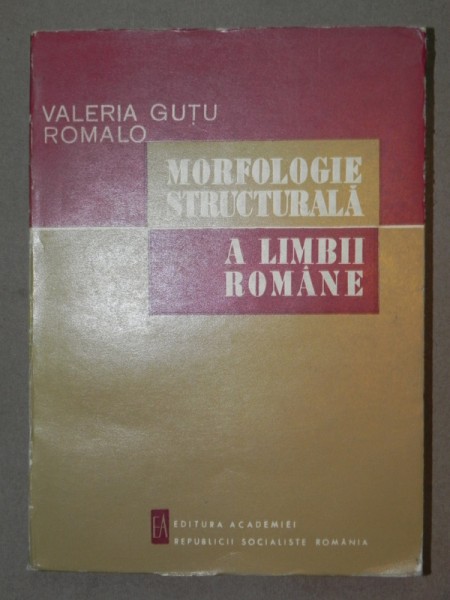 VALERIA GUȚU
ROMALO
MORFOLOGIE
STRUCTURALĂ
A LIMBII
ROMÂNE
EA
EDITURA ACADEMIEI
REPUBLICII SOCIALISTE ROMÂNIA